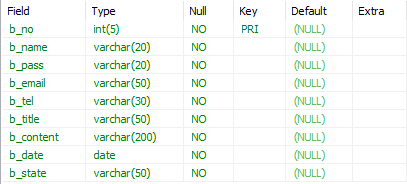 Field Type Null Key Default Extra
b_no int(5) NO PRI (NULL)
b_name varchar(20) NO (NULL)
b_pass varchar(20) NO (NULL)
b_email varchar(50) NO (NULL)
b_tel varchar(30) NO (NULL)
b_title varchar(50) NO (NULL)
b_content varchar(200) NO (NULL)
b_date date NO (NULL)
b_state varchar(50) NO (NULL)